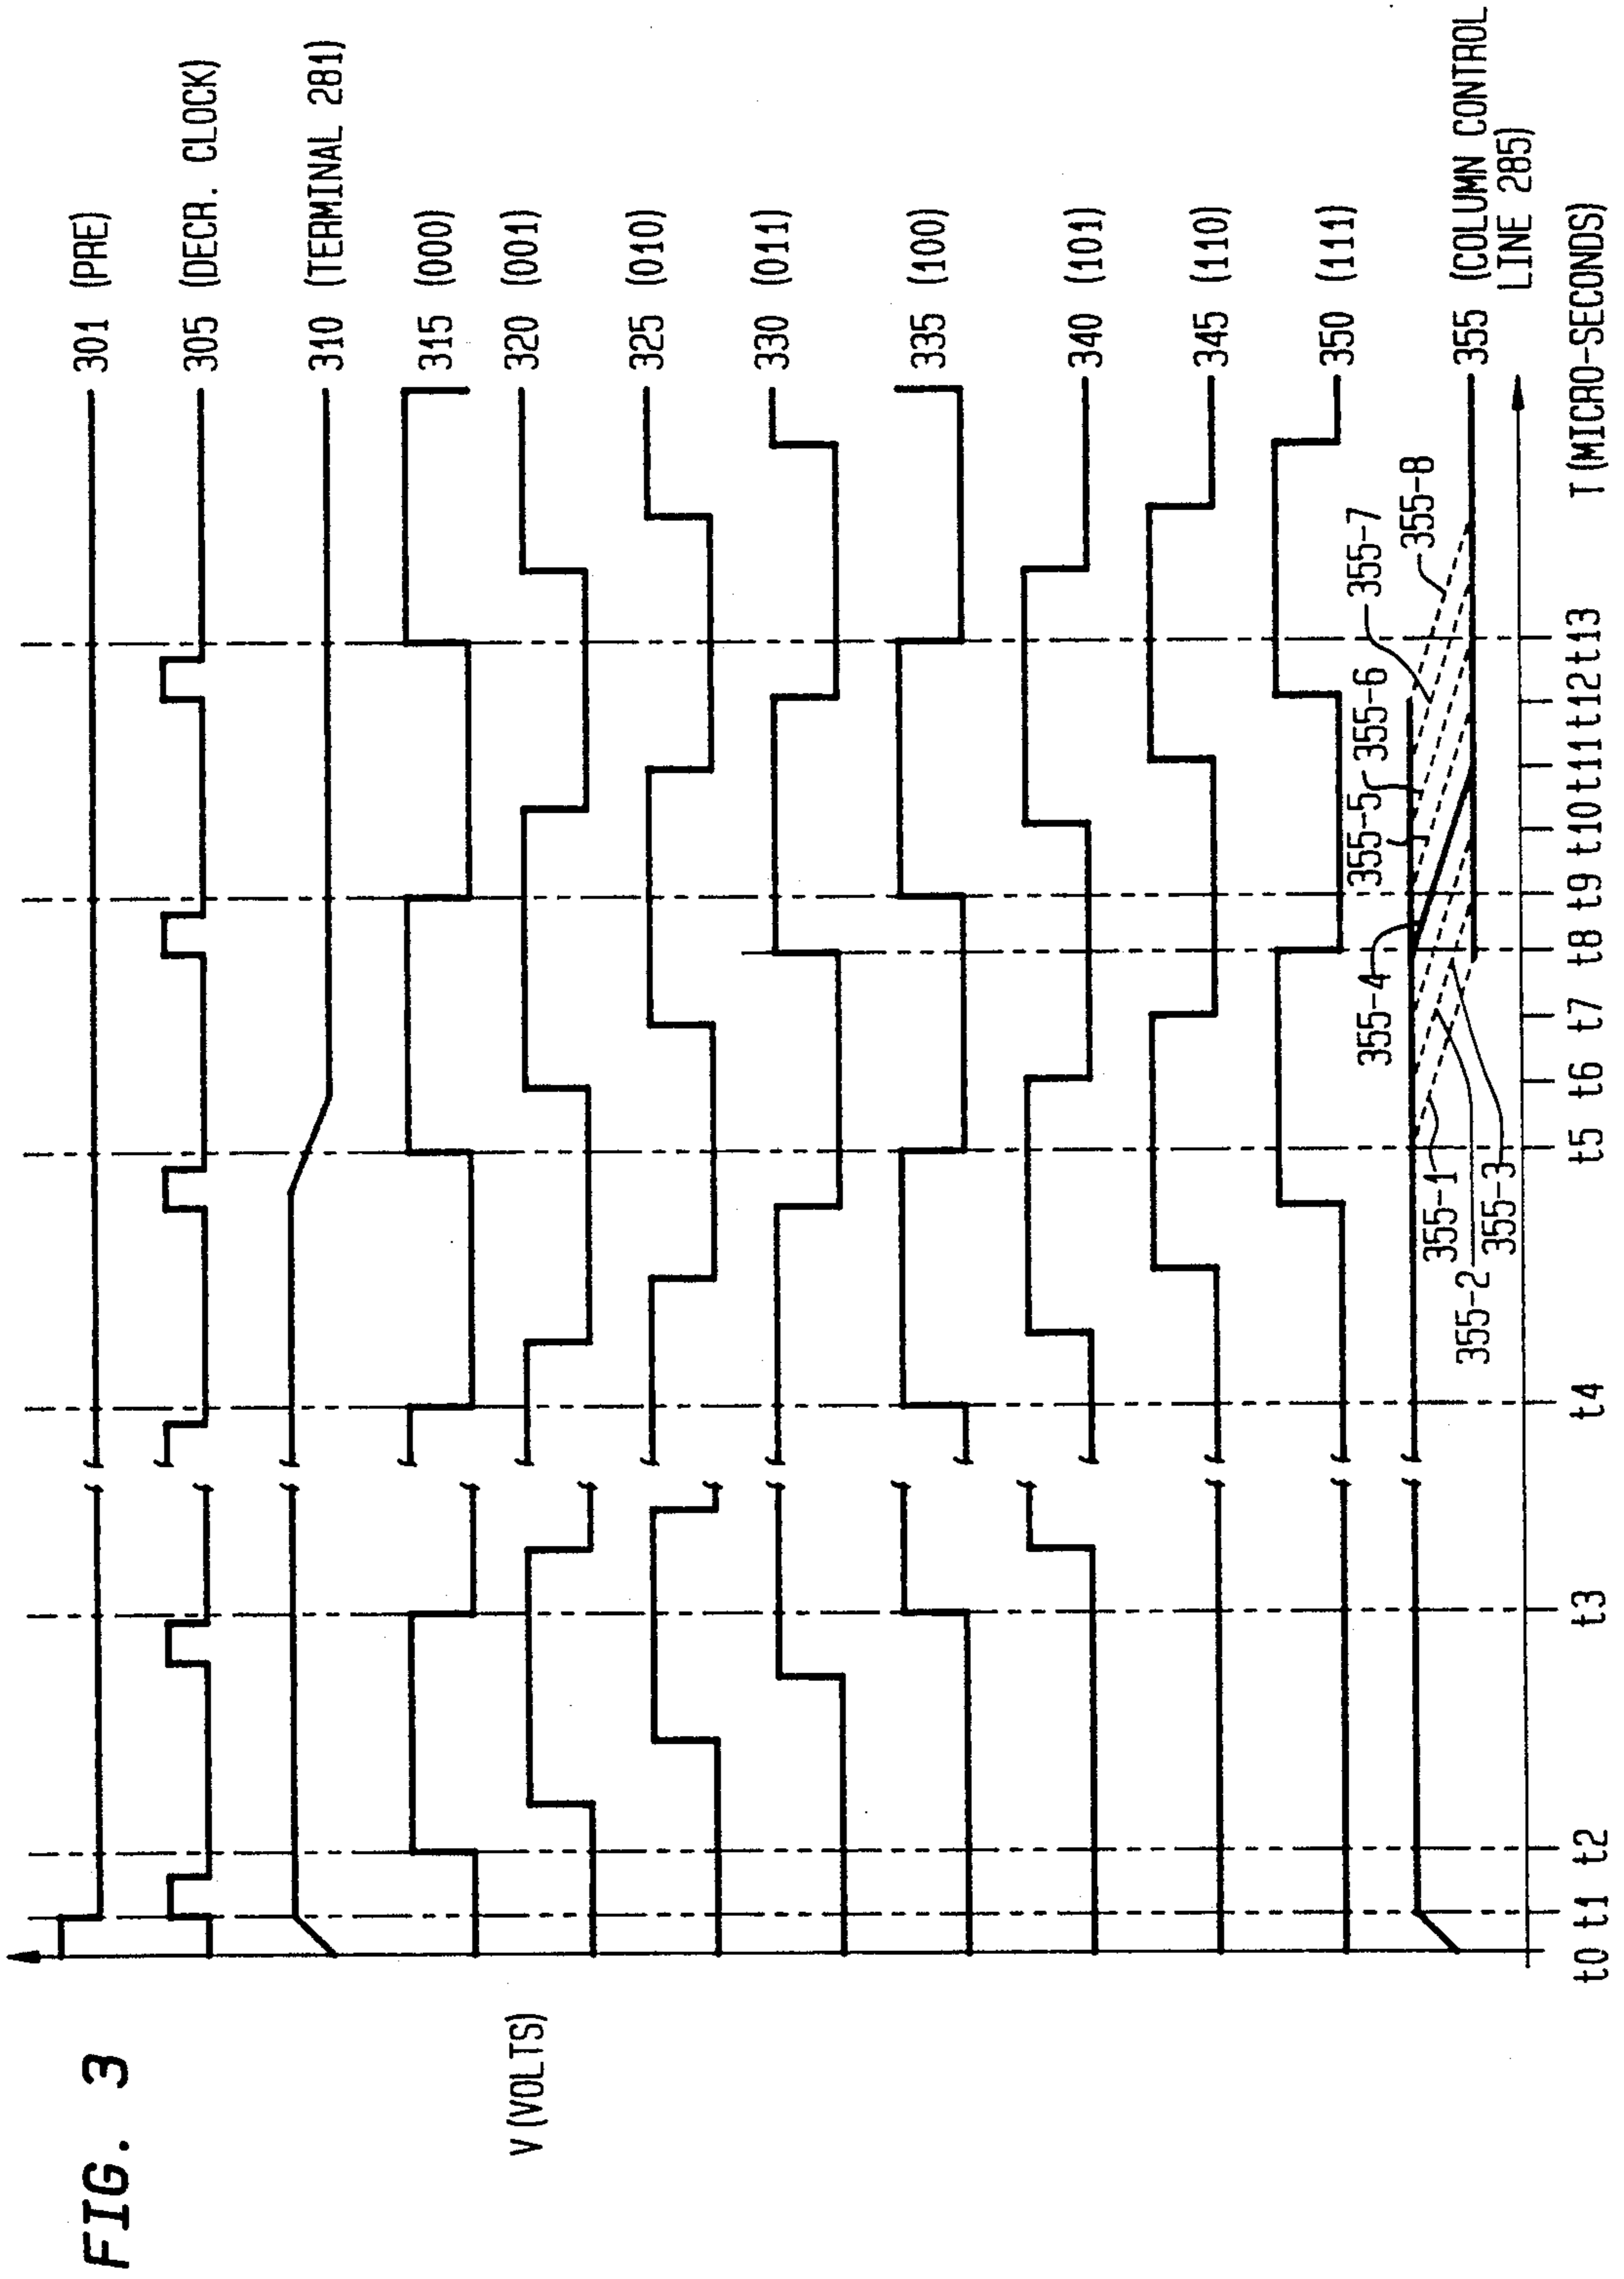 FIG. 3
V (VOLTS)
301 (PRE)
305 (DECR. CLOCK)
310 (TERMINAL 281)
315 (000)
320 (001)
325 (010)
330 (011)
335 (100)
340 (101)
345 (110)
350 (111)
355 (COLUMN CONTROL
LINE 285)
355-1
355-2
355-3
355-4
355-5
355-6
355-7
355-8
t0 t1 t2 t3 t4 t5 t6 t7 t8 t9 t10 t11 t12 t13
T (MICRO-SECONDS)